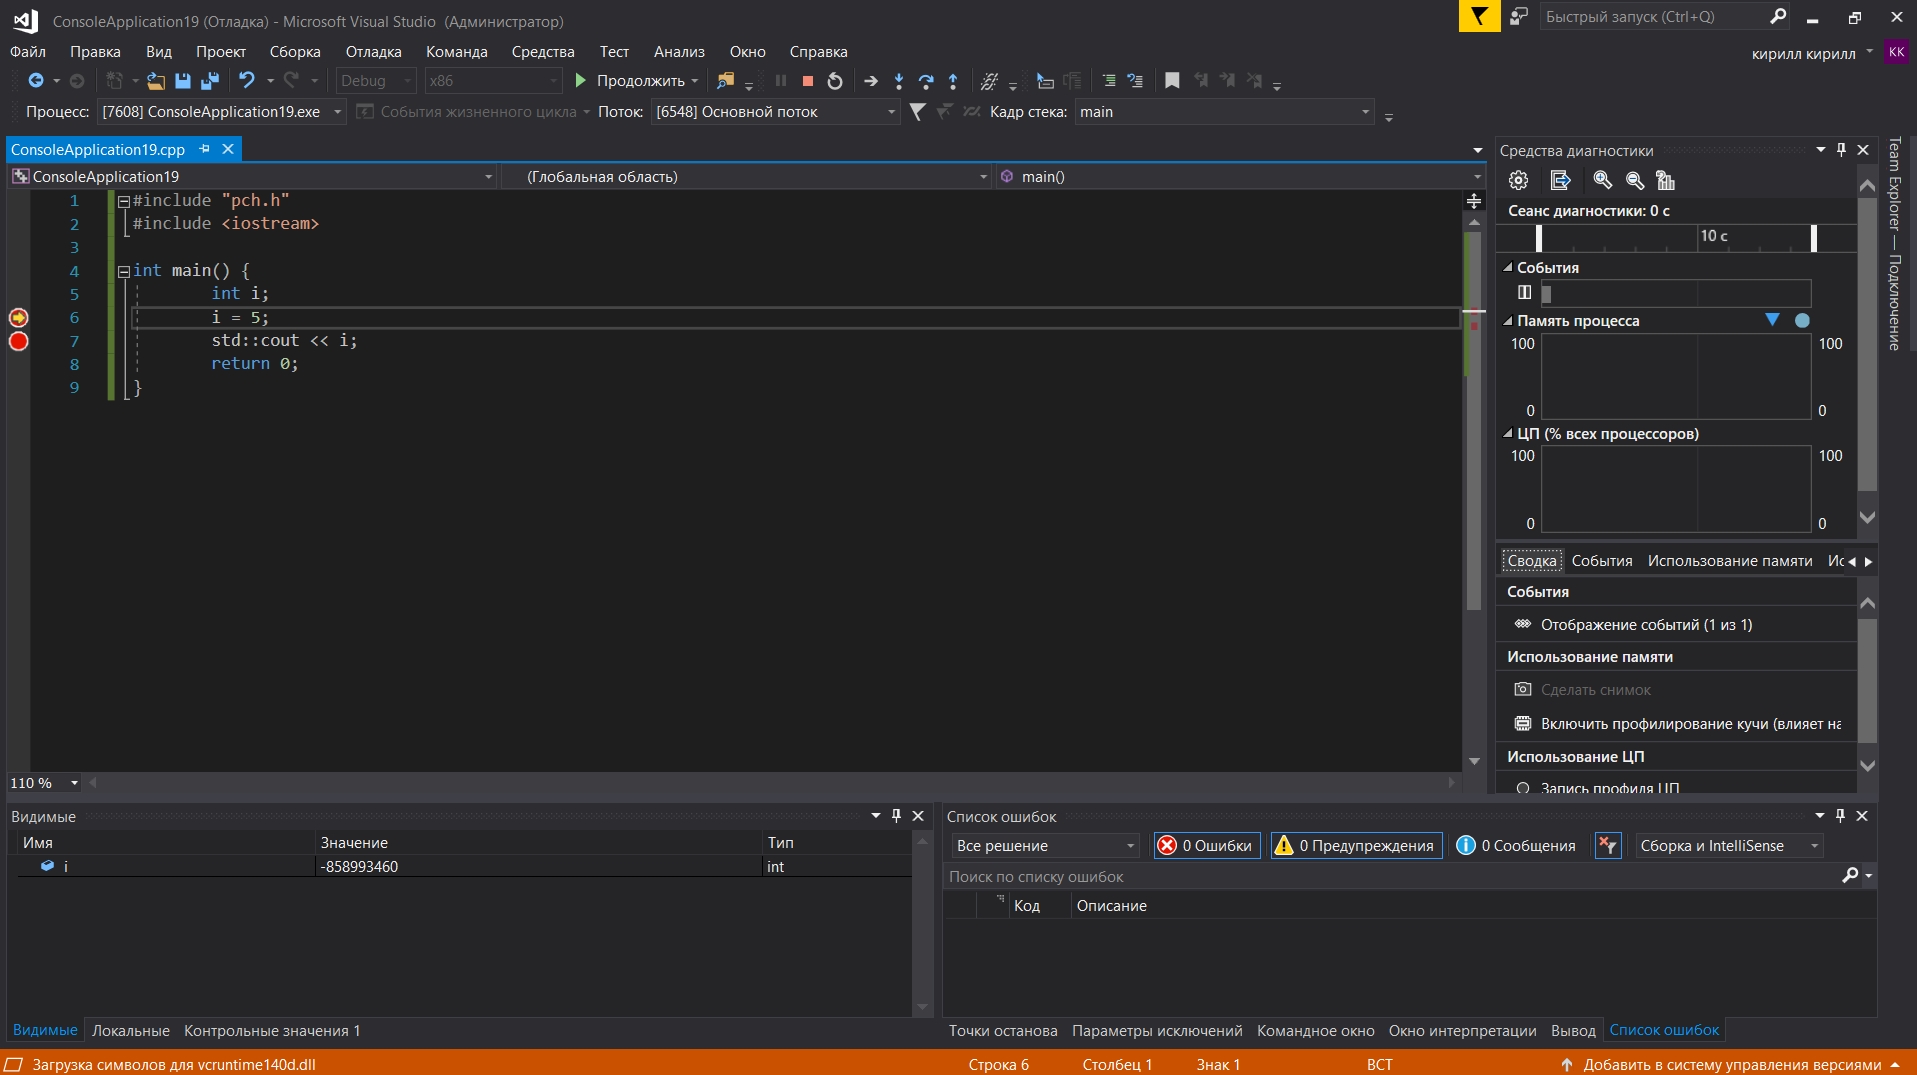 ConsoleApplication19 (Отладка) - Microsoft Visual Studio (Администратор)
Быстрый запуск (Ctrl+Q)
Файл Правка Вид Проект Сборка Отладка Команда Средства Тест Анализ Окно Справка
кирилл кирилл КК
Debug x86 Продолжить
Процесс: [7608] ConsoleApplication19.exe События жизненного цикла Поток: [6548] Основной поток Кадр стека: main
ConsoleApplication19.cpp
ConsoleApplication19 (Глобальная область) main()
1 #include "pch.h"
2 #include <iostream>
3
4 int main() {
5 int i;
6 i = 5;
7 std::cout << i;
8 return 0;
9 }
110 %
Средства диагностики
Сеанс диагностики: 0 с
10 с
События
Память процесса
100 100
0 0
ЦП (% всех процессоров)
100 100
0 0
Сводка События Использование памяти Ис
События
Отображение событий (1 из 1)
Использование памяти
Сделать снимок
Включить профилирование кучи (влияет на
Использование ЦП
Запись профиля ЦП
Team Explorer — Подключение
Видимые
Имя Значение Тип
i -858993460 int
Видимые Локальные Контрольные значения 1
Список ошибок
Все решение 0 Ошибки 0 Предупреждения 0 Сообщения Сборка и IntelliSense
Поиск по списку ошибок
Код Описание
Точки останова Параметры исключений Командное окно Окно интерпретации Вывод Список ошибок
Загрузка символов для vcruntime140d.dll Строка 6 Столбец 1 Знак 1 ВСТ Добавить в систему управления версиями